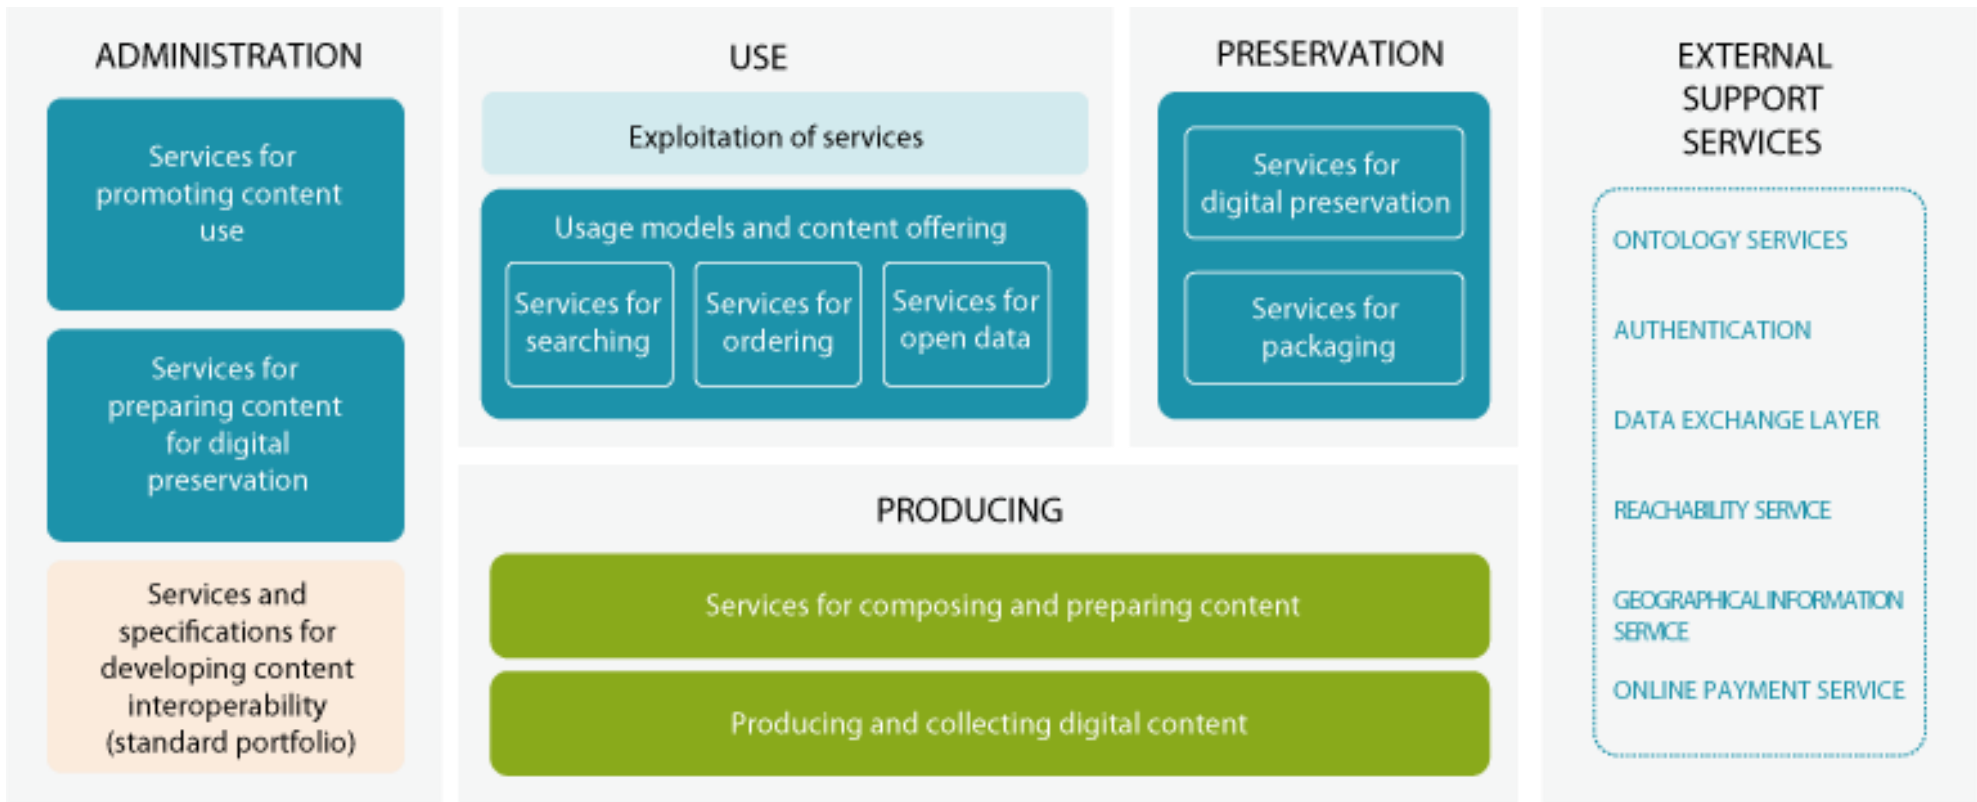 ADMINISTRATION
Services for
promoting content
use
Services for
preparing content
for digital
preservation
Services and
specifications for
developing content
interoperability
(standard portfolio)
USE
Exploitation of services
Usage models and content offering
Services for
searching
Services for
ordering
Services for
open data
PRESERVATION
Services for
digital preservation
Services for
packaging
PRODUCING
Services for composing and preparing content
Producing and collecting digital content
EXTERNAL
SUPPORT
SERVICES
ONTOLOGY SERVICES
AUTHENTICATION
DATA EXCHANGE LAYER
REACHABILITY SERVICE
GEOGRAPHICAL INFORMATION
SERVICE
ONLINE PAYMENT SERVICE